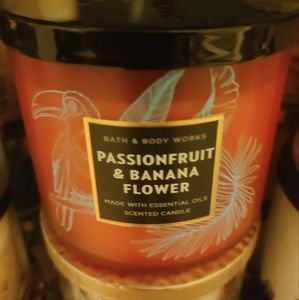 BATH & BODY WORKS
PASSIONFRUIT
& BANANA
FLOWER
MADE WITH ESSENTIAL OILS
SCENTED CANDLE